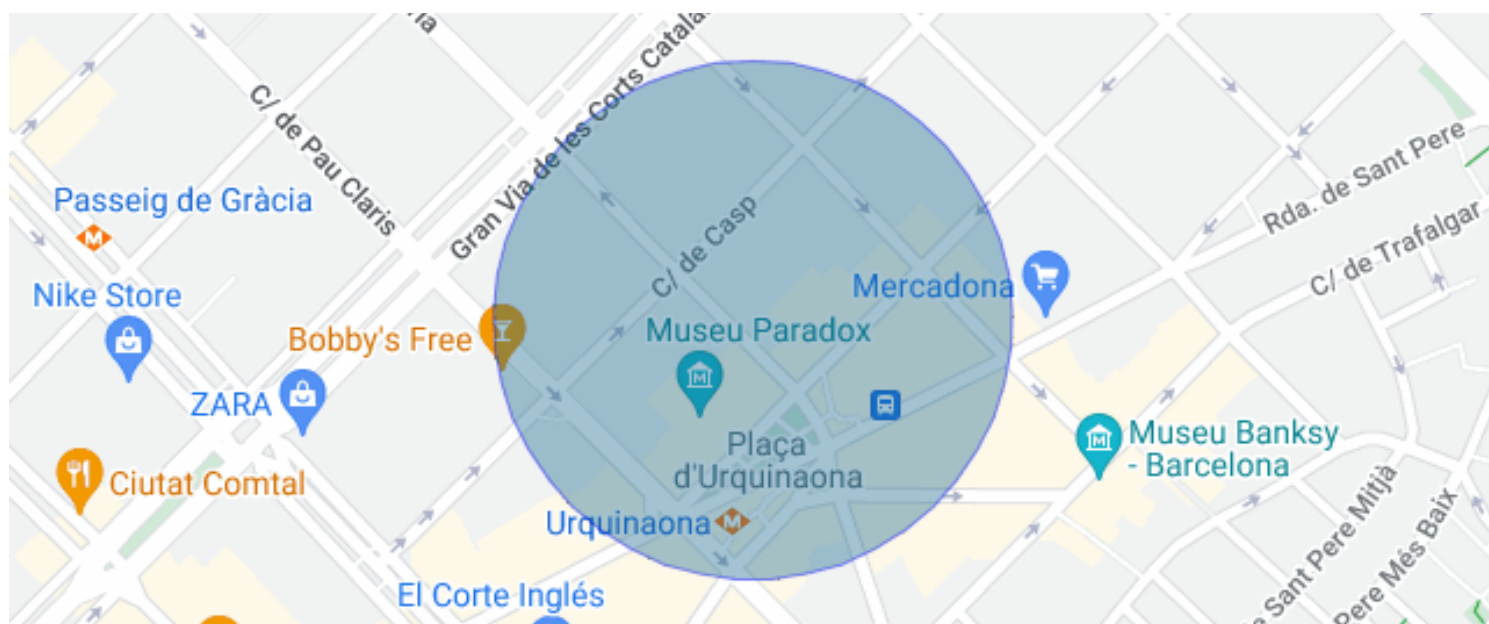 C/ de Pau Claris
Gran Via de les Corts Catala
Passeig de Gràcia
Rda. de Sant Pere
C/ de Casp
C/ de Trafalgar
Nike Store
Mercadona
Bobby's Free
Museu Paradox
ZARA
Plaça
d'Urquinaona
Museu Banksy
- Barcelona
Ciutat Comtal
Urquinaona
El Corte Inglés
Sant Pere Mitjà
Pere Més Baix